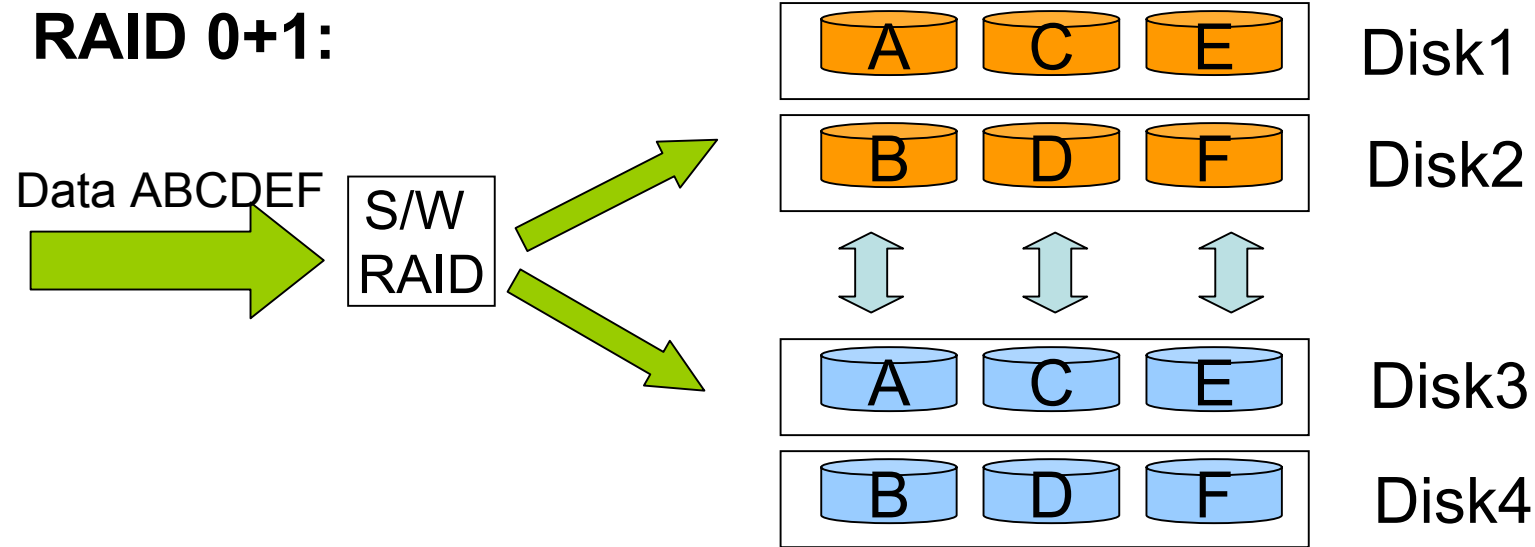 RAID 0+1:
Data ABCDEF
S/W
RAID
A C E Disk1
B D F Disk2
A C E Disk3
B D F Disk4